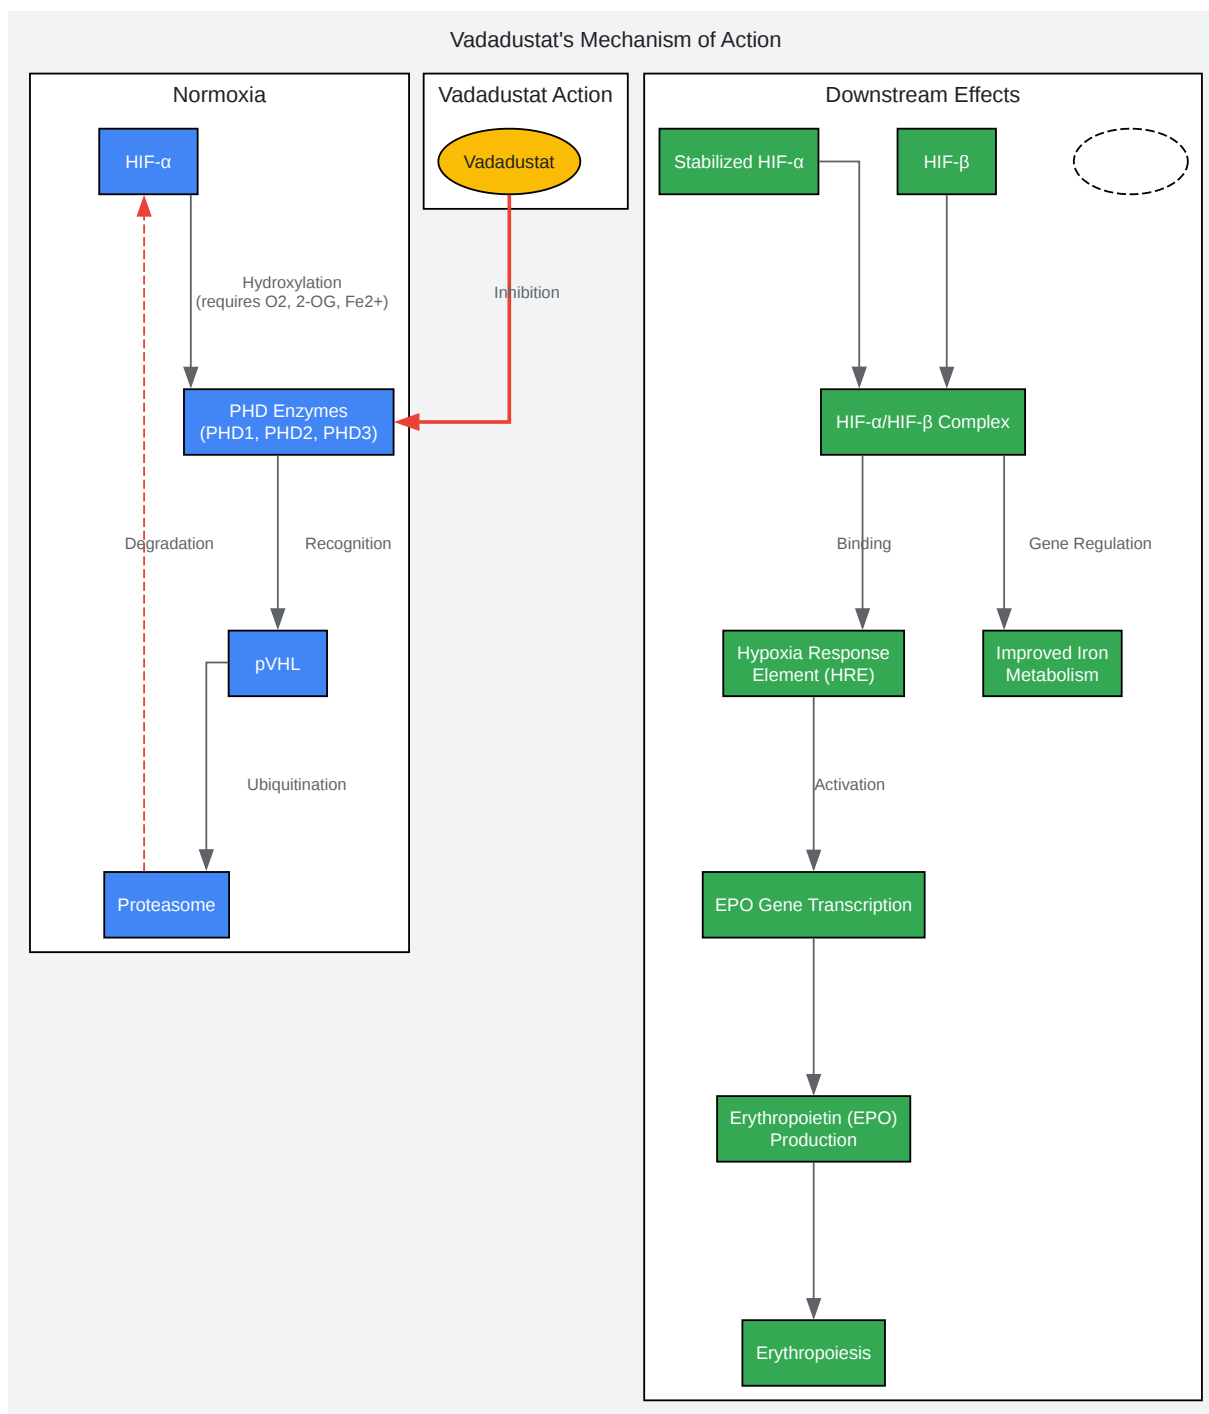 Vadadustat's Mechanism of Action
Normoxia
HIF-α
Hydroxylation
(requires O2, 2-OG, Fe2+)
PHD Enzymes
(PHD1, PHD2, PHD3)
Degradation
Recognition
pVHL
Ubiquitination
Proteasome
Vadadustat Action
Vadadustat
Inhibition
Downstream Effects
Stabilized HIF-α
HIF-β
HIF-α/HIF-β Complex
Binding
Gene Regulation
Hypoxia Response
Element (HRE)
Improved Iron
Metabolism
Activation
EPO Gene Transcription
Erythropoietin (EPO)
Production
Erythropoiesis